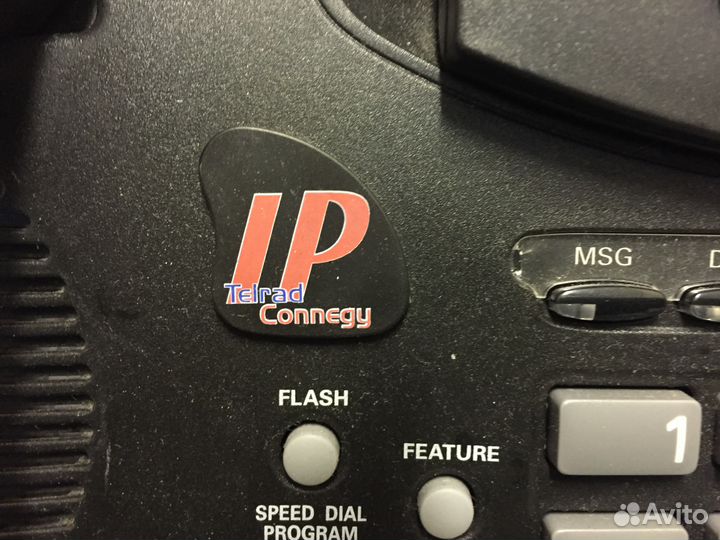 IP
Telrad
Connegy
MSG
D
FLASH
FEATURE
1
SPEED DIAL
PROGRAM
Avito